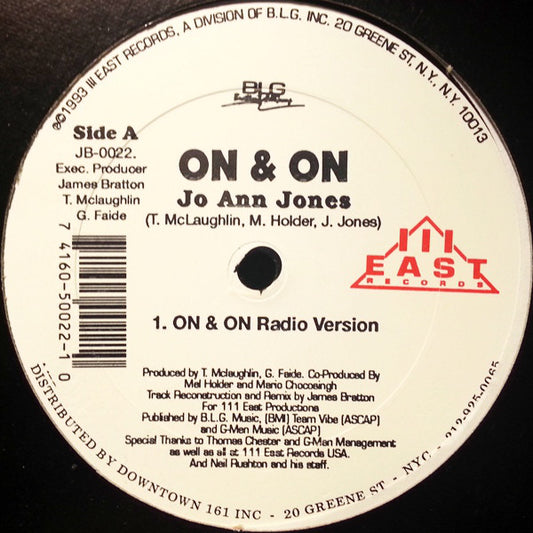 ℗©1993 III EAST RECORDS, A DIVISION OF B.L.G. INC. 20 GREENE ST, N.Y., N.Y. 10013
BLG
Side A
JB-0022.
Exec. Producer
James Bratton
T. Mclaughlin
G. Faide
ON & ON
Jo Ann Jones
(T. McLaughlin, M. Holder, J. Jones)
III
EAST
RECORDS
7 4160-50022-1 0
1. ON & ON Radio Version
Produced by T. Mclaughlin, G. Faide. Co-Produced By
Mel Holder and Mario Chocosingh
Track Reconstruction and Remix by James Bratton
For 111 East Productions
Published by B.L.G. Music, (BMI) Team Vibe (ASCAP)
and G-Men Music (ASCAP)
Special Thanks to Thomas Chester and G-Man Management
as well as all at 111 East Records USA.
And Neil Rushton and his staff.
DISTRIBUTED BY DOWNTOWN 161 INC - 20 GREENE ST - NYC - 212-925-0065